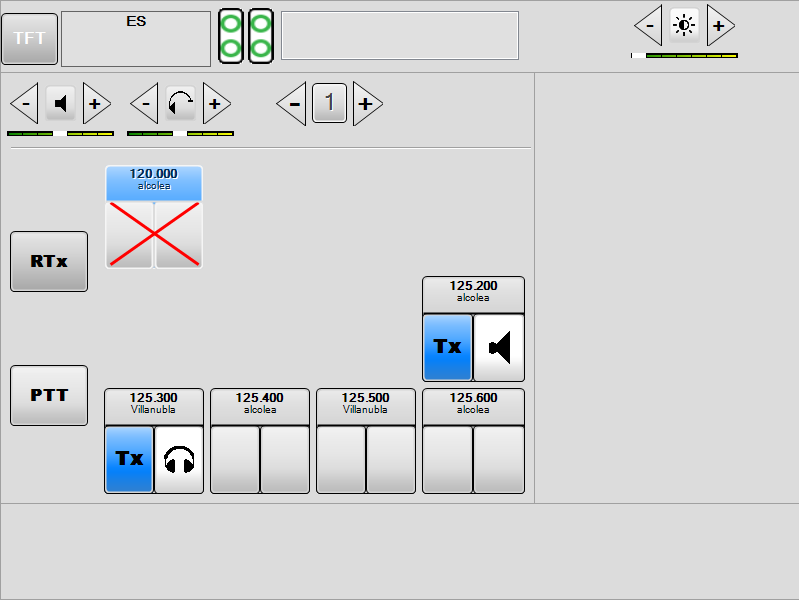 TFT
ES
-
+
-
+
-
+
-
1
+
120.000
alcolea
RTx
125.200
alcolea
Tx
PTT
125.300
Villanubla
125.400
alcolea
125.500
Villanubla
125.600
alcolea
Tx